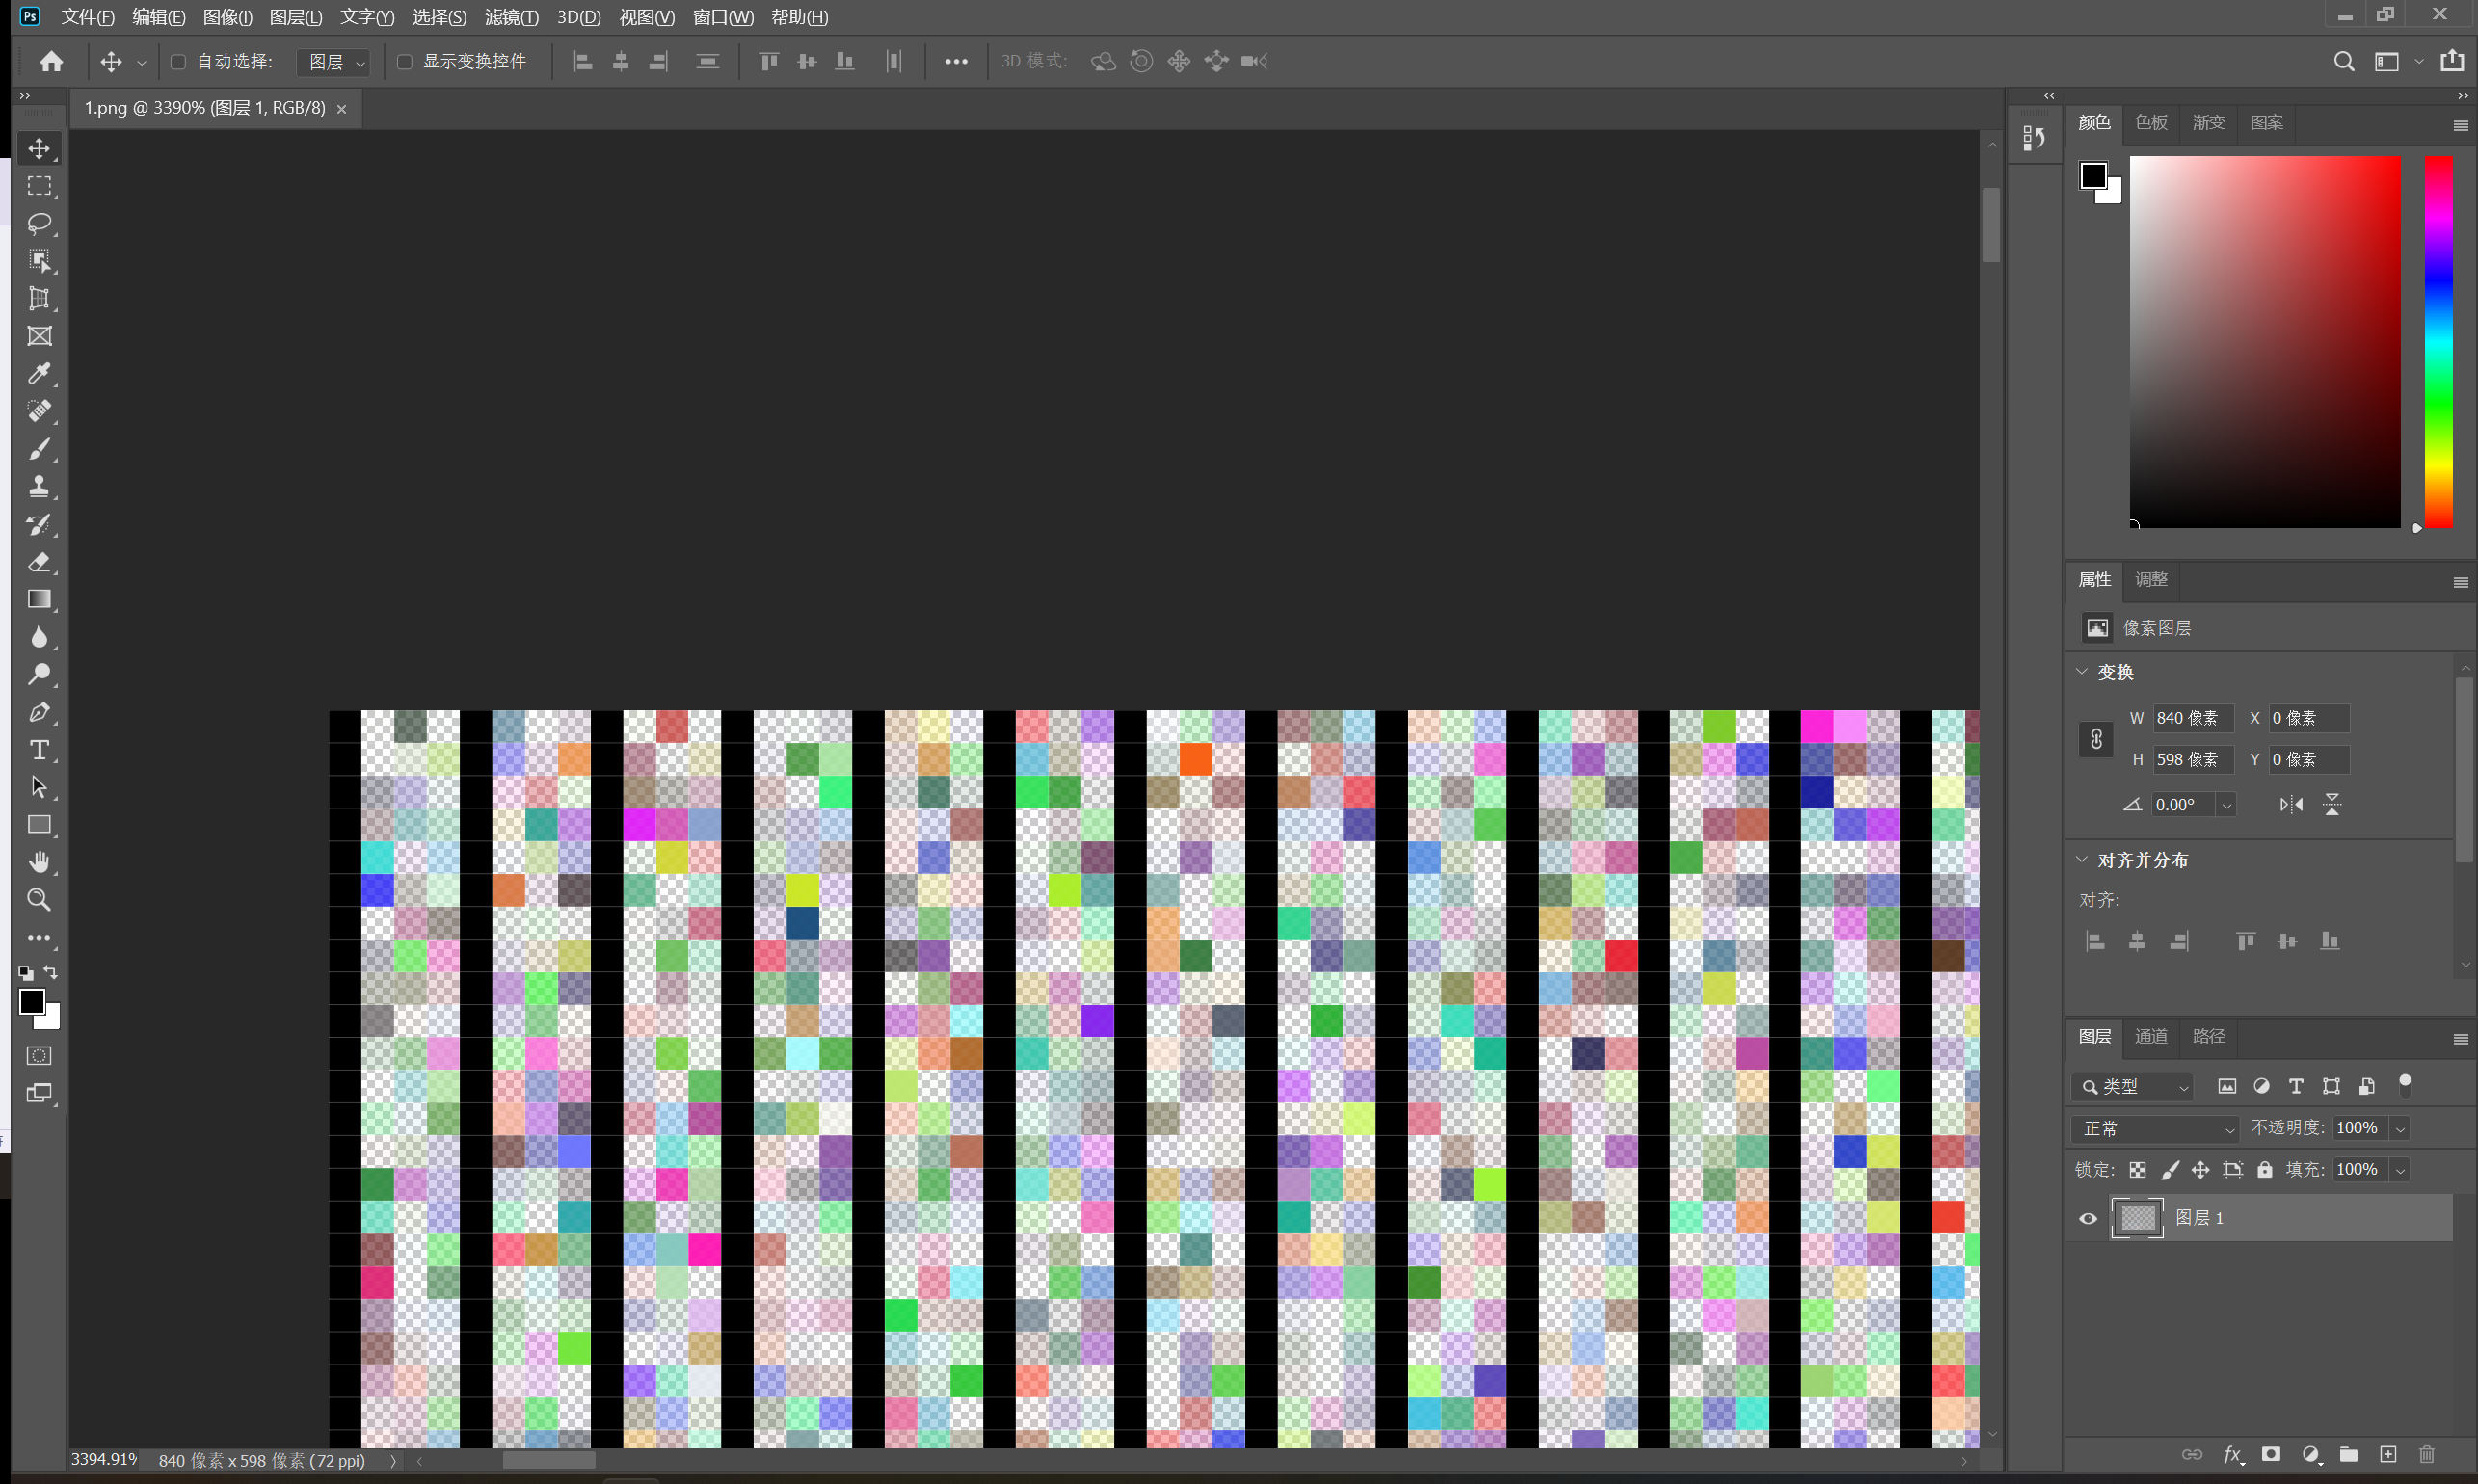 Ps 文件(F) 编辑(E) 图像(I) 图层(L) 文字(Y) 选择(S) 滤镜(T) 3D(D) 视图(V) 窗口(W) 帮助(H)
自动选择: 图层 显示变换控件 3D 模式:
1.png @ 3390% (图层 1, RGB/8)
颜色 色板 渐变 图案
属性 调整
像素图层
变换
W 840 像素 X 0 像素
H 598 像素 Y 0 像素
0.00°
对齐并分布
对齐:
图层 通道 路径
类型
正常 不透明度: 100%
锁定: 填充: 100%
图层 1
fx
3394.91% 840 像素 x 598 像素 (72 ppi)